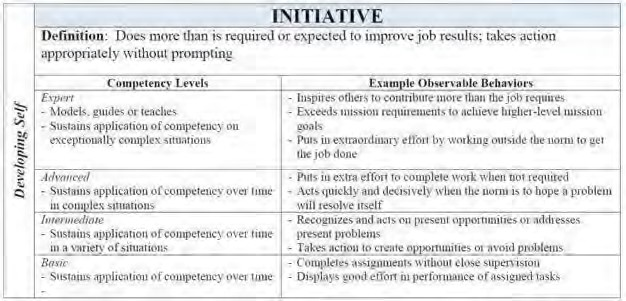 INITIATIVE
Definition: Does more than is required or expected to improve job results; takes action
appropriately without prompting
Developing Self
Competency Levels
Example Observable Behaviors
Expert
- Models, guides or teaches
- Sustains application of competency on
exceptionally complex situations
- Inspires others to contribute more than the job requires
- Exceeds mission requirements to achieve higher-level mission
goals
- Puts in extraordinary effort by working outside the norm to get
the job done
Advanced
- Sustains application of competency over time
in complex situations
- Puts in extra effort to complete work when not required
- Acts quickly and decisively when the norm is to hope a problem
will resolve itself
Intermediate
- Sustains application of competency over time
in a variety of situations
- Recognizes and acts on present opportunities or addresses
present problems
- Takes action to create opportunities or avoid problems
Basic
- Sustains application of competency over time
-
- Completes assignments without close supervision
- Displays good effort in performance of assigned tasks